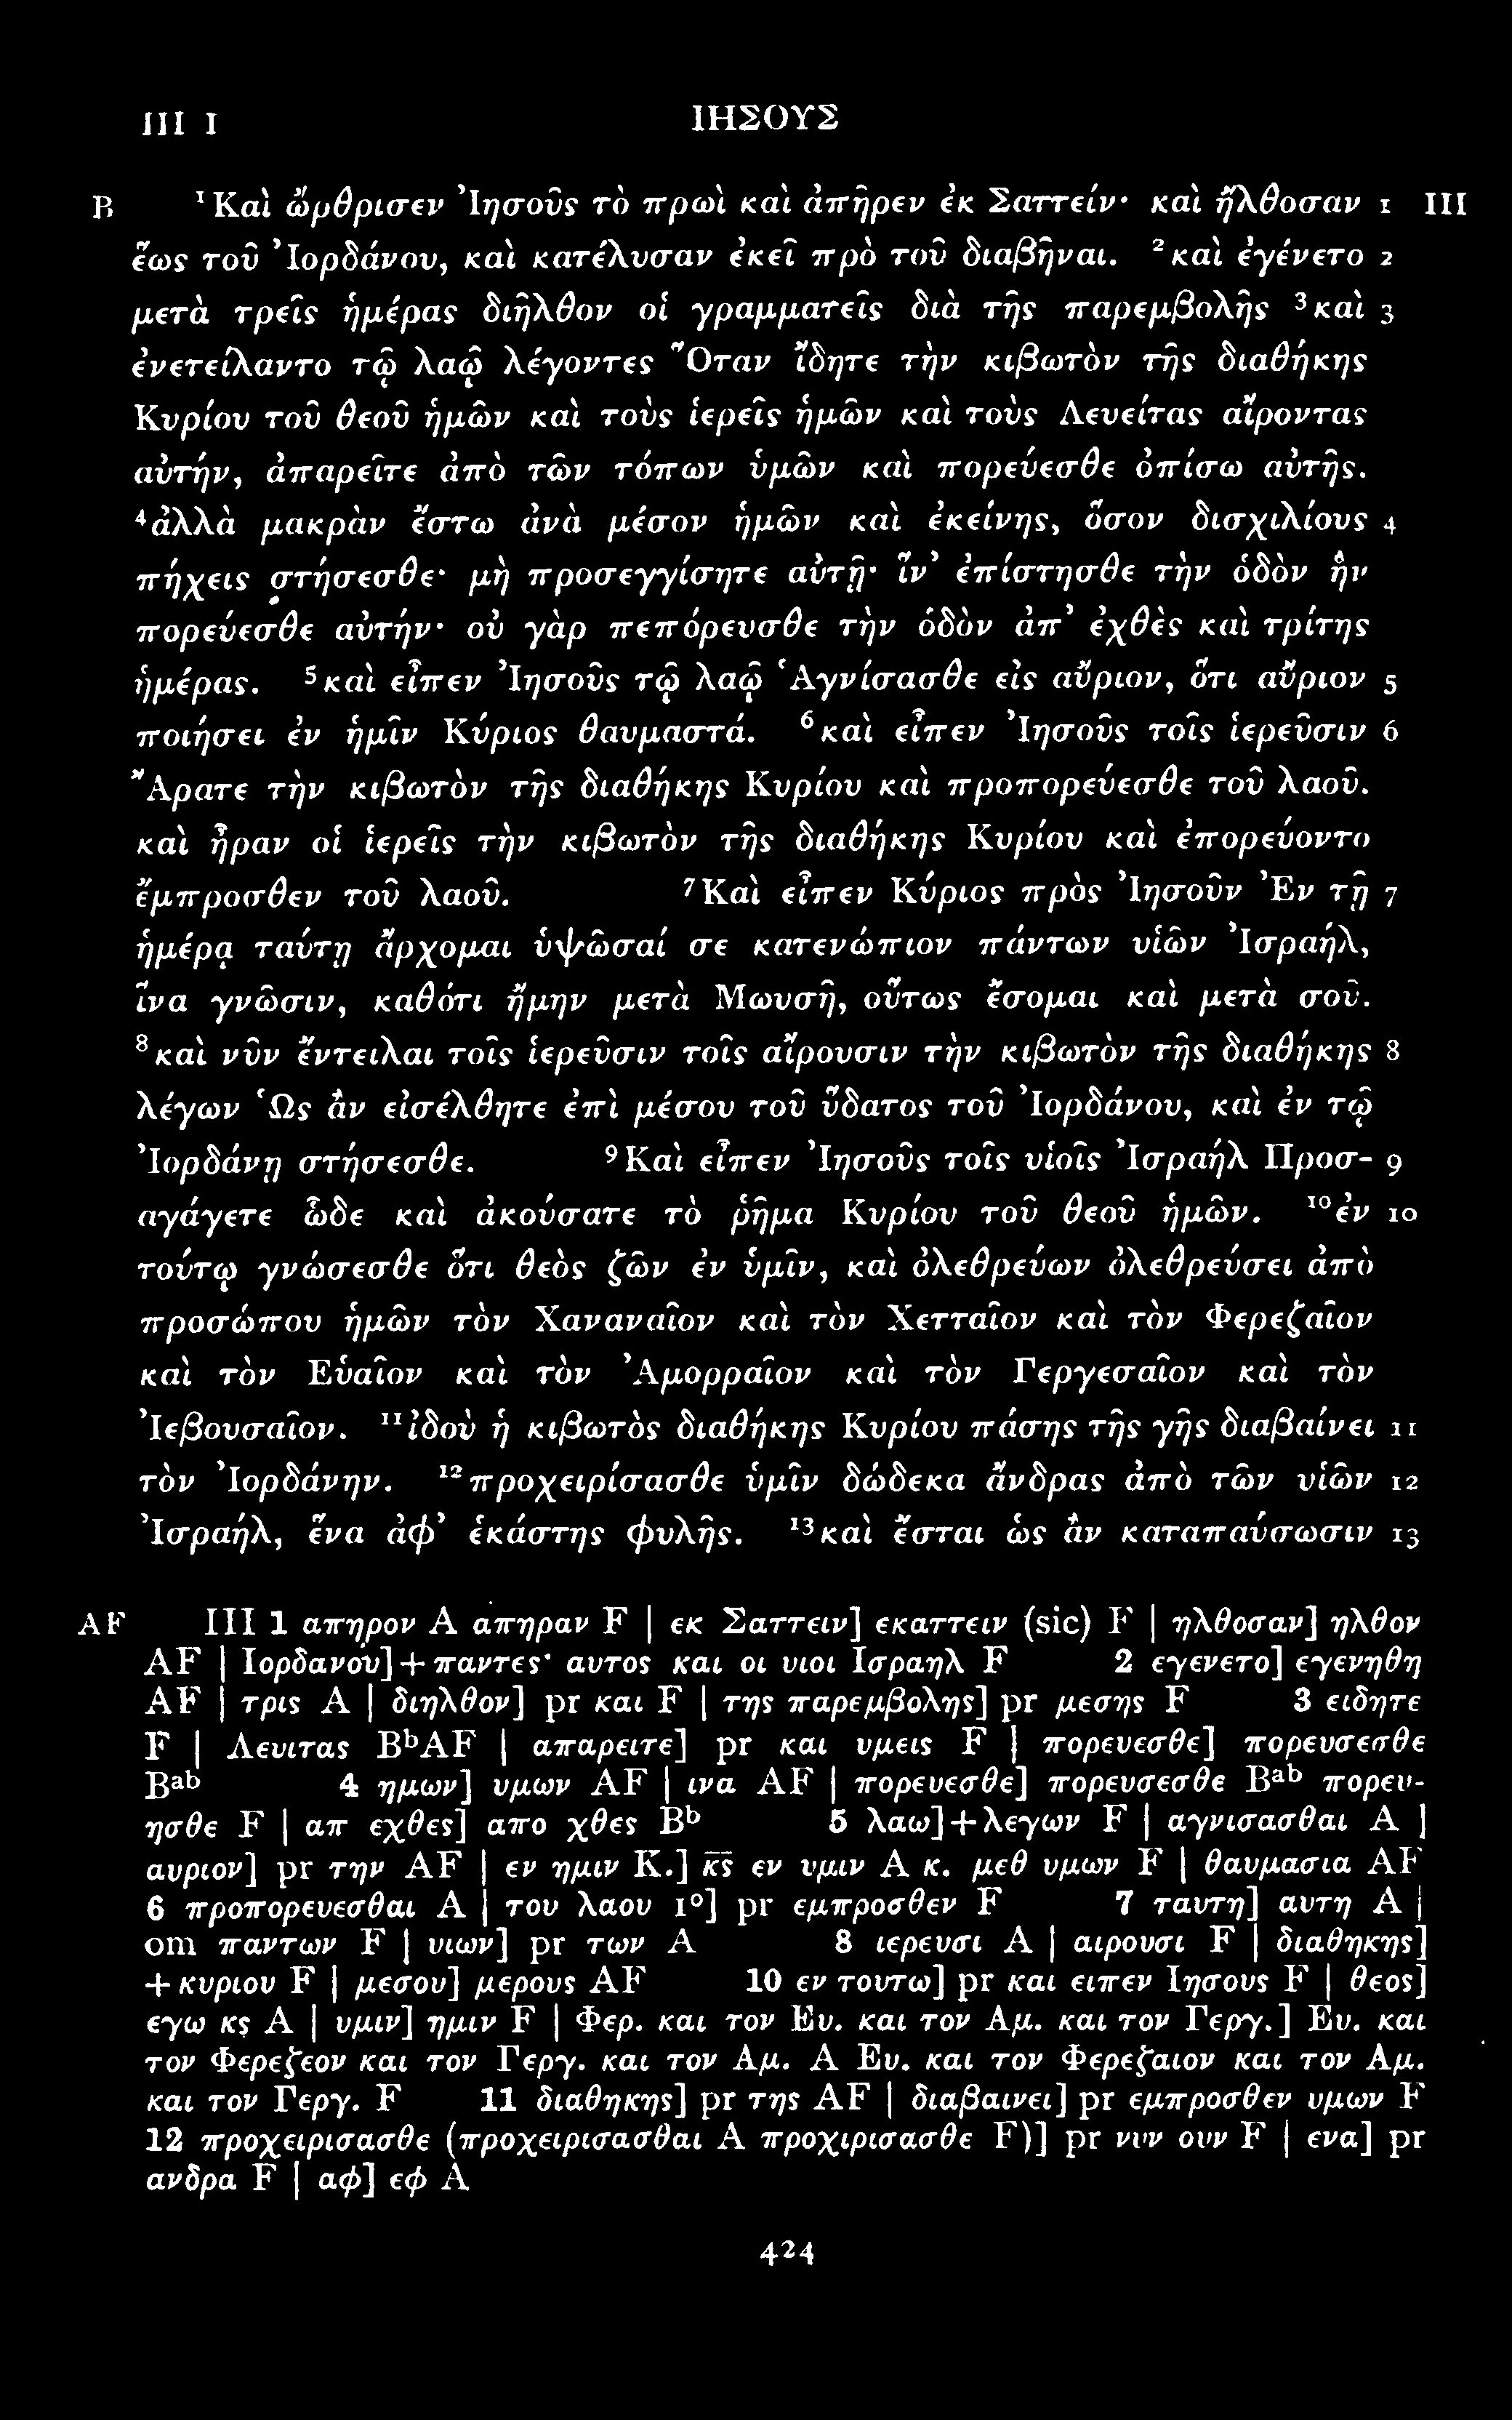 III 1 ΙΗΣΟΥΣ
B ¹Καὶ ὤρθρισεν Ἰησοῦς τὸ πρωὶ καὶ ἀπῆρεν ἐκ Σαττείν· καὶ ἤλθοσαν 1 III
ἕως τοῦ Ἰορδάνου, καὶ κατέλυσαν ἐκεῖ πρὸ τοῦ διαβῆναι. ²καὶ ἐγένετο 2
μετὰ τρεῖς ἡμέρας διῆλθον οἱ γραμματεῖς διὰ τῆς παρεμβολῆς ³καὶ 3
ἐνετείλαντο τῷ λαῷ λέγοντες Ὅταν ἴδητε τὴν κιβωτὸν τῆς διαθήκης
Κυρίου τοῦ θεοῦ ἡμῶν καὶ τοὺς ἱερεῖς ἡμῶν καὶ τοὺς Λευείτας αἴροντας
αὐτήν, ἀπαρεῖτε ἀπὸ τῶν τόπων ὑμῶν καὶ πορεύεσθε ὀπίσω αὐτῆς.
⁴ἀλλὰ μακρὰν ἔστω ἀνὰ μέσον ἡμῶν καὶ ἐκείνης, ὅσον δισχιλίους 4
πήχεις στήσεσθε· μὴ προσεγγίσητε αὐτῇ· ἵν᾽ ἐπίστησθε τὴν ὁδὸν ἣν
πορεύεσθε αὐτήν· οὐ γὰρ πεπόρευσθε τὴν ὁδὸν ἀπ᾽ ἐχθὲς καὶ τρίτης
ἡμέρας. ⁵καὶ εἶπεν Ἰησοῦς τῷ λαῷ Ἁγνίσασθε εἰς αὔριον, ὅτι αὔριον 5
ποιήσει ἐν ἡμῖν Κύριος θαυμαστά. ⁶καὶ εἶπεν Ἰησοῦς τοῖς ἱερεῦσιν 6
Ἄρατε τὴν κιβωτὸν τῆς διαθήκης Κυρίου καὶ προπορεύεσθε τοῦ λαοῦ.
καὶ ἦραν οἱ ἱερεῖς τὴν κιβωτὸν τῆς διαθήκης Κυρίου καὶ ἐπορεύοντο
ἔμπροσθεν τοῦ λαοῦ. ⁷Καὶ εἶπεν Κύριος πρὸς Ἰησοῦν Ἐν τῇ 7
ἡμέρᾳ ταύτῃ ἄρχομαι ὑψῶσαί σε κατενώπιον πάντων υἱῶν Ἰσραήλ,
ἵνα γνῶσιν, καθότι ἤμην μετὰ Μωυσῆ, οὕτως ἔσομαι καὶ μετὰ σοῦ.
⁸καὶ νῦν ἔντειλαι τοῖς ἱερεῦσιν τοῖς αἴρουσιν τὴν κιβωτὸν τῆς διαθήκης 8
λέγων Ὡς ἂν εἰσέλθητε ἐπὶ μέσου τοῦ ὕδατος τοῦ Ἰορδάνου, καὶ ἐν τῷ
Ἰορδάνῃ στήσεσθε. ⁹Καὶ εἶπεν Ἰησοῦς τοῖς υἱοῖς Ἰσραήλ Προσ- 9
αγάγετε ὧδε καὶ ἀκούσατε τὸ ῥῆμα Κυρίου τοῦ θεοῦ ἡμῶν. ¹⁰ἐν 10
τούτῳ γνώσεσθε ὅτι θεὸς ζῶν ἐν ὑμῖν, καὶ ὀλεθρεύων ὀλεθρεύσει ἀπὸ
προσώπου ἡμῶν τὸν Χαναναῖον καὶ τὸν Χετταῖον καὶ τὸν Φερεζαῖον
καὶ τὸν Εὑαῖον καὶ τὸν Ἀμορραῖον καὶ τὸν Γεργεσαῖον καὶ τὸν
Ἰεβουσαῖον. ¹¹ἰδοὺ ἡ κιβωτὸς διαθήκης Κυρίου πάσης τῆς γῆς διαβαίνει 11
τὸν Ἰορδάνην. ¹²προχειρίσασθε ὑμῖν δώδεκα ἄνδρας ἀπὸ τῶν υἱῶν 12
Ἰσραήλ, ἕνα ἀφ᾽ ἑκάστης φυλῆς. ¹³καὶ ἔσται ὡς ἂν καταπαύσωσιν 13
AF III 1 απηρον A απηραν F | εκ Σαττειν] εκαττειν (sic) F | ηλθοσαν] ηλθον
AF | Ιορδανου]+παντες· αυτος και οι υιοι Ισραηλ F 2 εγενετο] εγενηθη
AF | τρις A | διηλθον] pr και F | της παρεμβολης] pr μεσης F 3 ειδητε
F | Λευιτας BᵇAF | απαρειτε] pr και υμεις F | πορευεσθε] πορευσεσθε
Bᵃᵇ 4 ημων] υμων AF | ινα AF | πορευεσθε] πορευσεσθε Bᵃᵇ πορευ-
ησθε F | απ εχθες] απο χθες Bᵇ 5 λαω]+λεγων F | αγνισασθαι A |
αυριον] pr την AF | εν ημιν Κ.] κ̅ς̅ εν υμιν A κ. μεθ υμων F | θαυμασια AF
6 προπορευεσθαι A | του λαου 1°] pr εμπροσθεν F 7 ταυτη] αυτη A |
om παντων F | υιων] pr των A 8 ιερευσι A | αιρουσι F | διαθηκης]
+κυριου F | μεσου] μερους AF 10 εν τουτω] pr και ειπεν Ιησους F | θεος]
εγω κς A | υμιν] ημιν F | Φερ. και τον Ευ. και τον Αμ. και τον Γεργ.] Ευ. και
τον Φερεζεον και τον Γεργ. και τον Αμ. A Ευ. και τον Φερεζαιον και τον Αμ.
και τον Γεργ. F 11 διαθηκης] pr της AF | διαβαινει] pr εμπροσθεν υμων F
12 προχειρισασθε (προχειρισασθαι A προχιρισασθε F)] pr νυν ουν F | ενα] pr
ανδρα F | αφ] εφ A
424